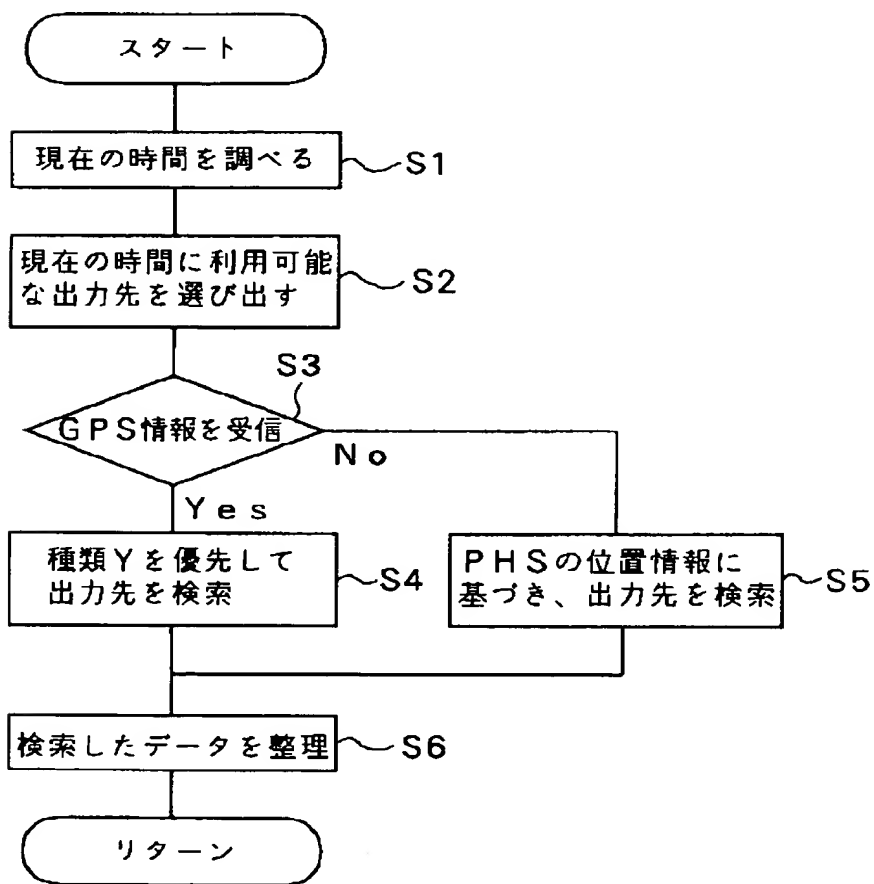 スタート
現在の時間を調べる
S1
現在の時間に利用可能
な出力先を選び出す
S2
S3
GPS情報を受信
No
Yes
種類Yを優先して
出力先を検索
S4
PHSの位置情報に
基づき、出力先を検索
S5
検索したデータを整理
S6
リターン